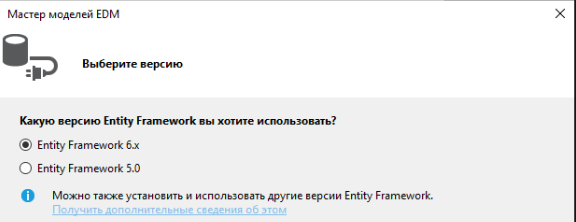 Мастер моделей EDM
Выберите версию
Какую версию Entity Framework вы хотите использовать?
Entity Framework 6.x
Entity Framework 5.0
Можно также установить и использовать другие версии Entity Framework.
Получить дополнительные сведения об этом